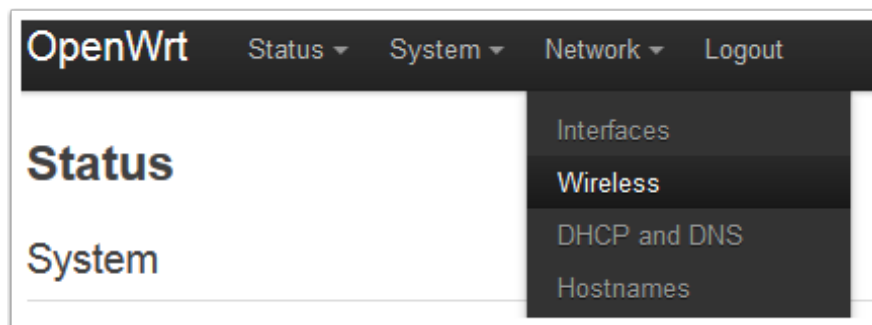 OpenWrt Status System Network Logout
Interfaces
Wireless
DHCP and DNS
Hostnames
Status
System